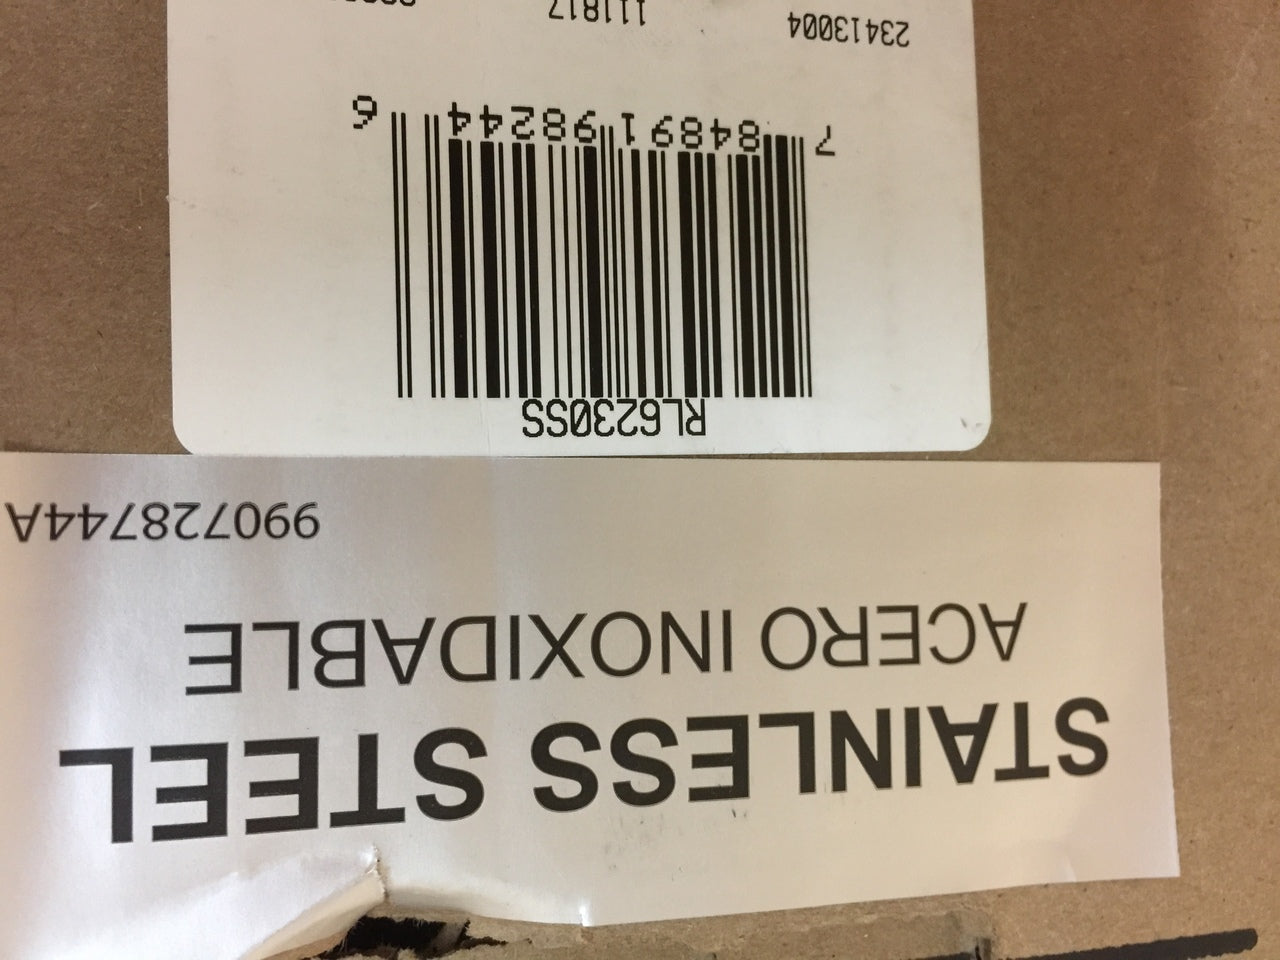 STAINLESS STEEL
ACERO INOXIDABLE
990728744A
RL6230SS
7 84891 98244 6
23413004 111817